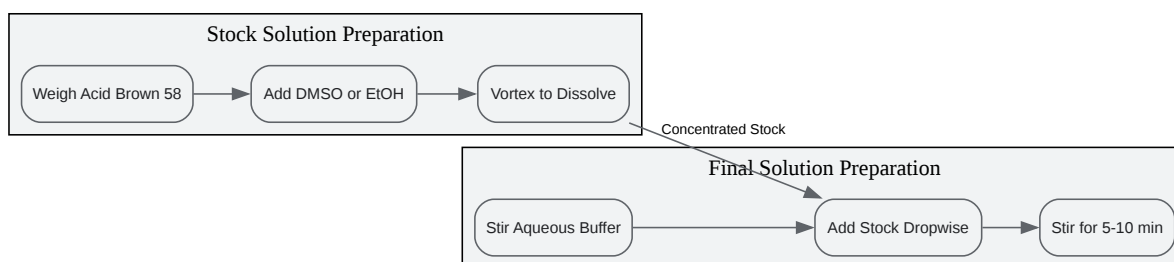 Stock Solution Preparation
Weigh Acid Brown 58
Add DMSO or EtOH
Vortex to Dissolve
Concentrated Stock
Final Solution Preparation
Stir Aqueous Buffer
Add Stock Dropwise
Stir for 5-10 min